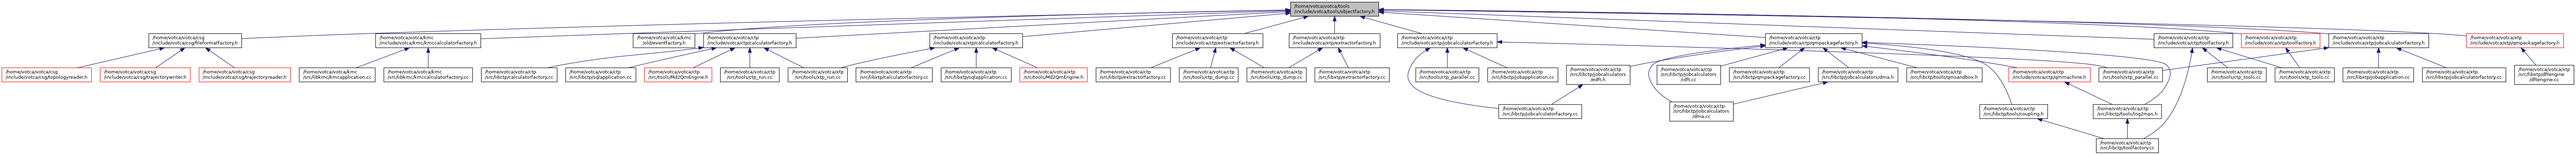 /home/votca/votca/tools
/include/votca/tools/objectfactory.h
/home/votca/votca/csg
/include/votca/csg/fileformatfactory.h
/home/votca/votca/kmc
/include/votca/kmc/kmccalculatorfactory.h
/home/votca/votca/kmc
/old/eventfactory.h
/home/votca/votca/ctp
/include/votca/ctp/calculatorfactory.h
/home/votca/votca/xtp
/include/votca/xtp/calculatorfactory.h
/home/votca/votca/ctp
/include/votca/ctp/extractorfactory.h
/home/votca/votca/xtp
/include/votca/xtp/extractorfactory.h
/home/votca/votca/ctp
/include/votca/ctp/jobcalculatorfactory.h
/home/votca/votca/ctp
/include/votca/ctp/qmpackagefactory.h
/home/votca/votca/ctp
/include/votca/ctp/toolfactory.h
/home/votca/votca/xtp
/include/votca/xtp/toolfactory.h
/home/votca/votca/xtp
/include/votca/xtp/jobcalculatorfactory.h
/home/votca/votca/xtp
/include/votca/xtp/qmpackagefactory.h
/home/votca/votca/csg
/include/votca/csg/topologyreader.h
/home/votca/votca/csg
/include/votca/csg/trajectorywriter.h
/home/votca/votca/csg
/include/votca/csg/trajectoryreader.h
/home/votca/votca/kmc
/src/libkmc/kmcapplication.cc
/home/votca/votca/kmc
/src/libkmc/kmccalculatorfactory.cc
/home/votca/votca/ctp
/src/libctp/calculatorfactory.cc
/home/votca/votca/ctp
/src/libctp/sqlapplication.cc
/home/votca/votca/ctp
/src/tools/Md2QmEngine.h
/home/votca/votca/ctp
/src/tools/ctp_run.cc
/home/votca/votca/xtp
/src/tools/xtp_run.cc
/home/votca/votca/xtp
/src/libxtp/calculatorfactory.cc
/home/votca/votca/xtp
/src/libxtp/sqlapplication.cc
/home/votca/votca/xtp
/src/tools/Md2QmEngine.h
/home/votca/votca/ctp
/src/libctp/extractorfactory.cc
/home/votca/votca/ctp
/src/tools/ctp_dump.cc
/home/votca/votca/xtp
/src/tools/xtp_dump.cc
/home/votca/votca/xtp
/src/libxtp/extractorfactory.cc
/home/votca/votca/ctp
/src/tools/ctp_parallel.cc
/home/votca/votca/ctp
/src/libctp/jobapplication.cc
/home/votca/votca/ctp
/src/libctp/jobcalculators
/edft.h
/home/votca/votca/ctp
/src/libctp/jobcalculators
/idft.cc
/home/votca/votca/ctp
/src/libctp/qmpackagefactory.cc
/home/votca/votca/ctp
/src/libctp/jobcalculators/dma.h
/home/votca/votca/ctp
/src/libctp/tools/qmsandbox.h
/home/votca/votca/ctp
/include/votca/ctp/qmmachine.h
/home/votca/votca/xtp
/src/tools/xtp_parallel.cc
/home/votca/votca/ctp
/src/tools/ctp_tools.cc
/home/votca/votca/xtp
/src/tools/xtp_tools.cc
/home/votca/votca/xtp
/src/libxtp/jobapplication.cc
/home/votca/votca/xtp
/src/libxtp/jobcalculatorfactory.cc
/home/votca/votca/xtp
/src/libxtp/dftengine
/dftengine.cc
/home/votca/votca/ctp
/src/libctp/jobcalculatorfactory.cc
/home/votca/votca/ctp
/src/libctp/jobcalculators
/dma.cc
/home/votca/votca/ctp
/src/libctp/tools/coupling.h
/home/votca/votca/ctp
/src/libctp/tools/log2mps.h
/home/votca/votca/ctp
/src/libctp/toolfactory.cc